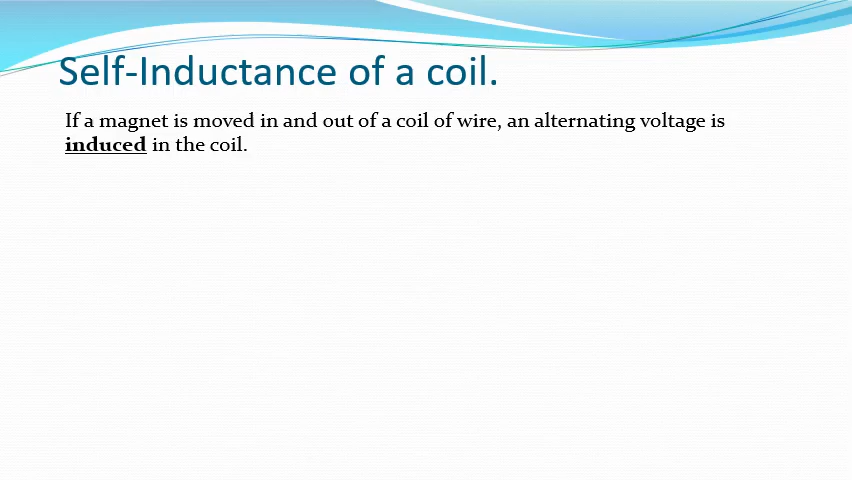 Self-Inductance of a coil.
If a magnet is moved in and out of a coil of wire, an alternating voltage is
induced in the coil.